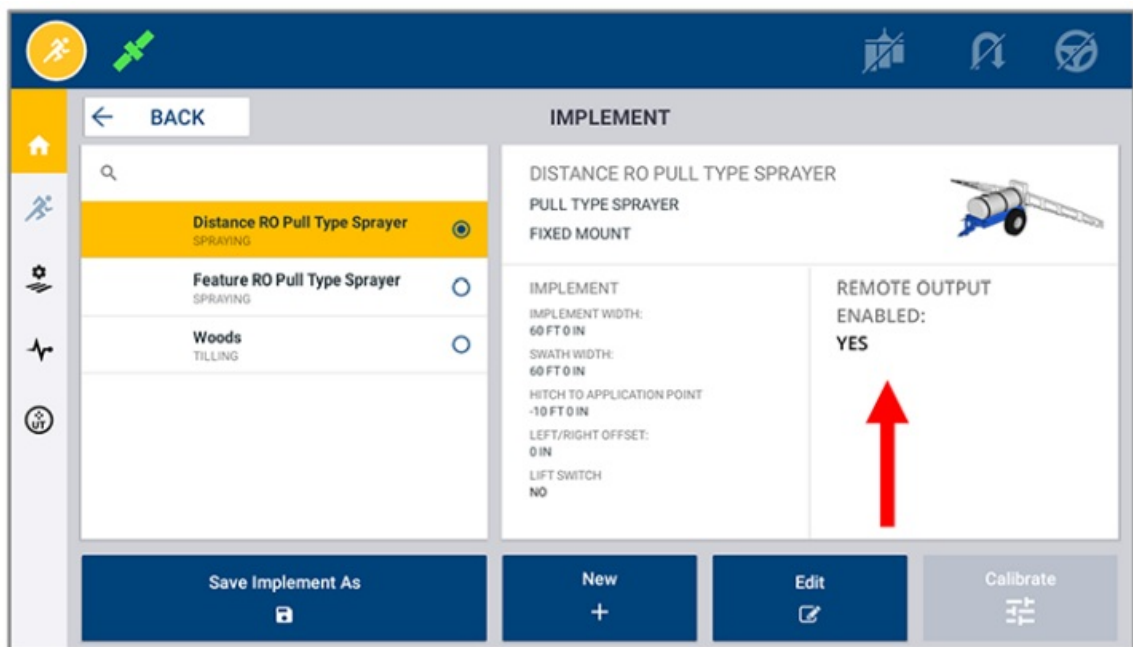 BACK
IMPLEMENT
Distance RO Pull Type Sprayer
SPRAYING
Feature RO Pull Type Sprayer
SPRAYING
Woods
TILLING
DISTANCE RO PULL TYPE SPRAYER
PULL TYPE SPRAYER
FIXED MOUNT
IMPLEMENT
IMPLEMENT WIDTH:
60 FT 0 IN
SWATH WIDTH:
60 FT 0 IN
HITCH TO APPLICATION POINT
-10 FT 0 IN
LEFT/RIGHT OFFSET:
0 IN
LIFT SWITCH
NO
REMOTE OUTPUT
ENABLED:
YES
UT
Save Implement As
New
Edit
Calibrate